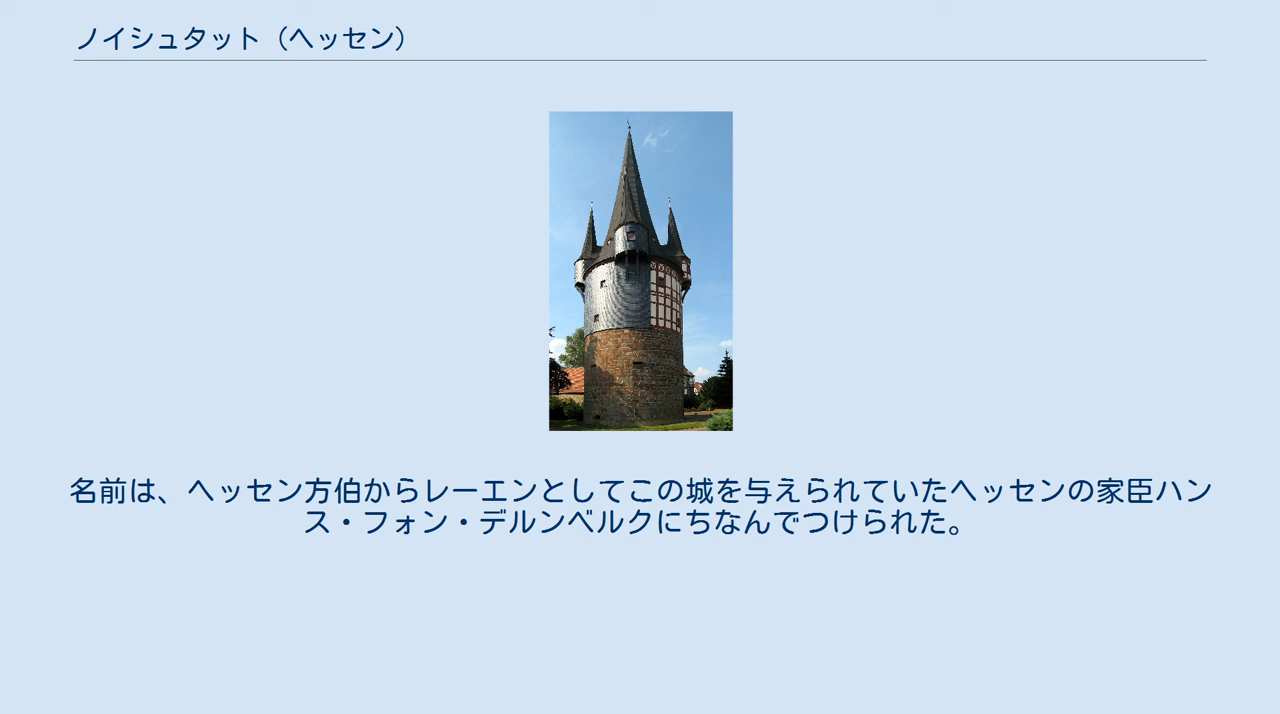 ノイシュタット（ヘッセン）
名前は、ヘッセン方伯からレーエンとしてこの城を与えられていたヘッセンの家臣ハン
ス・フォン・デルンベルクにちなんでつけられた。